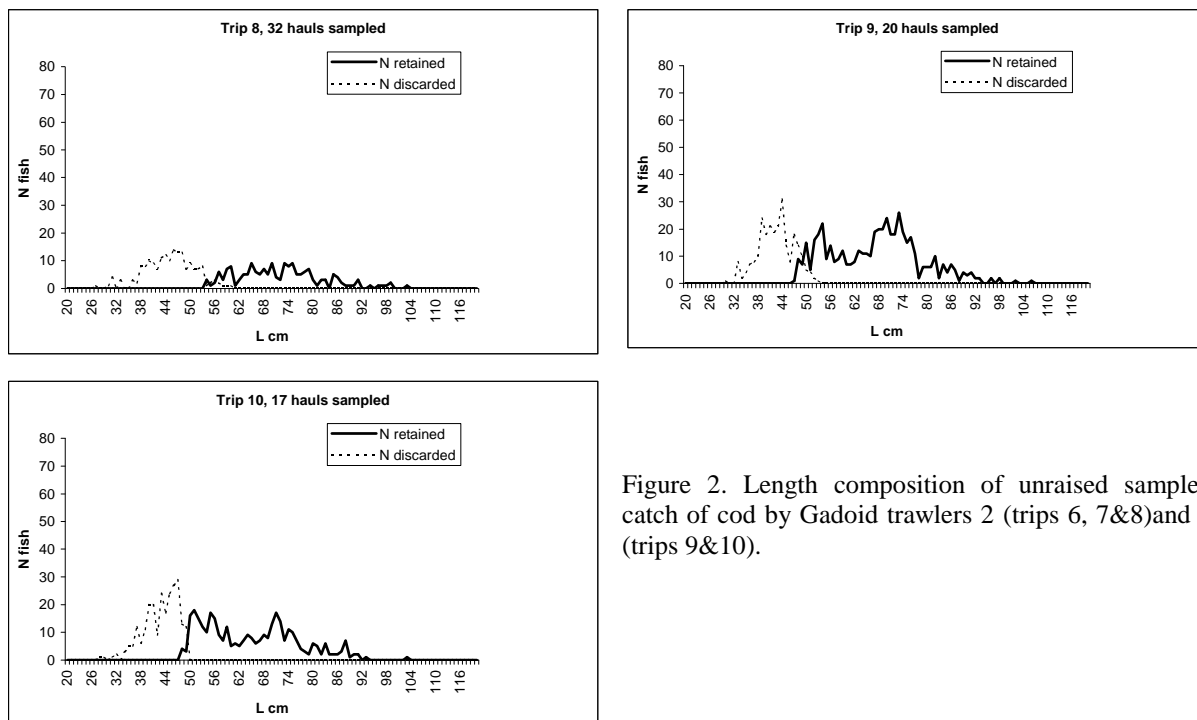 Trip 8, 32 hauls sampled
N retained
N discarded
80
70
60
50
40
30
20
10
0
N fish
20 26 32 38 44 50 56 62 68 74 80 86 92 98 104 110 116
L cm
Trip 9, 20 hauls sampled
N retained
N discarded
80
70
60
50
40
30
20
10
0
N fish
20 26 32 38 44 50 56 62 68 74 80 86 92 98 104 110 116
L cm
Trip 10, 17 hauls sampled
N retained
N discarded
80
70
60
50
40
30
20
10
0
N fish
20 26 32 38 44 50 56 62 68 74 80 86 92 98 104 110 116
L cm
Figure 2. Length composition of unraised sample
catch of cod by Gadoid trawlers 2 (trips 6, 7&8)and
(trips 9&10).